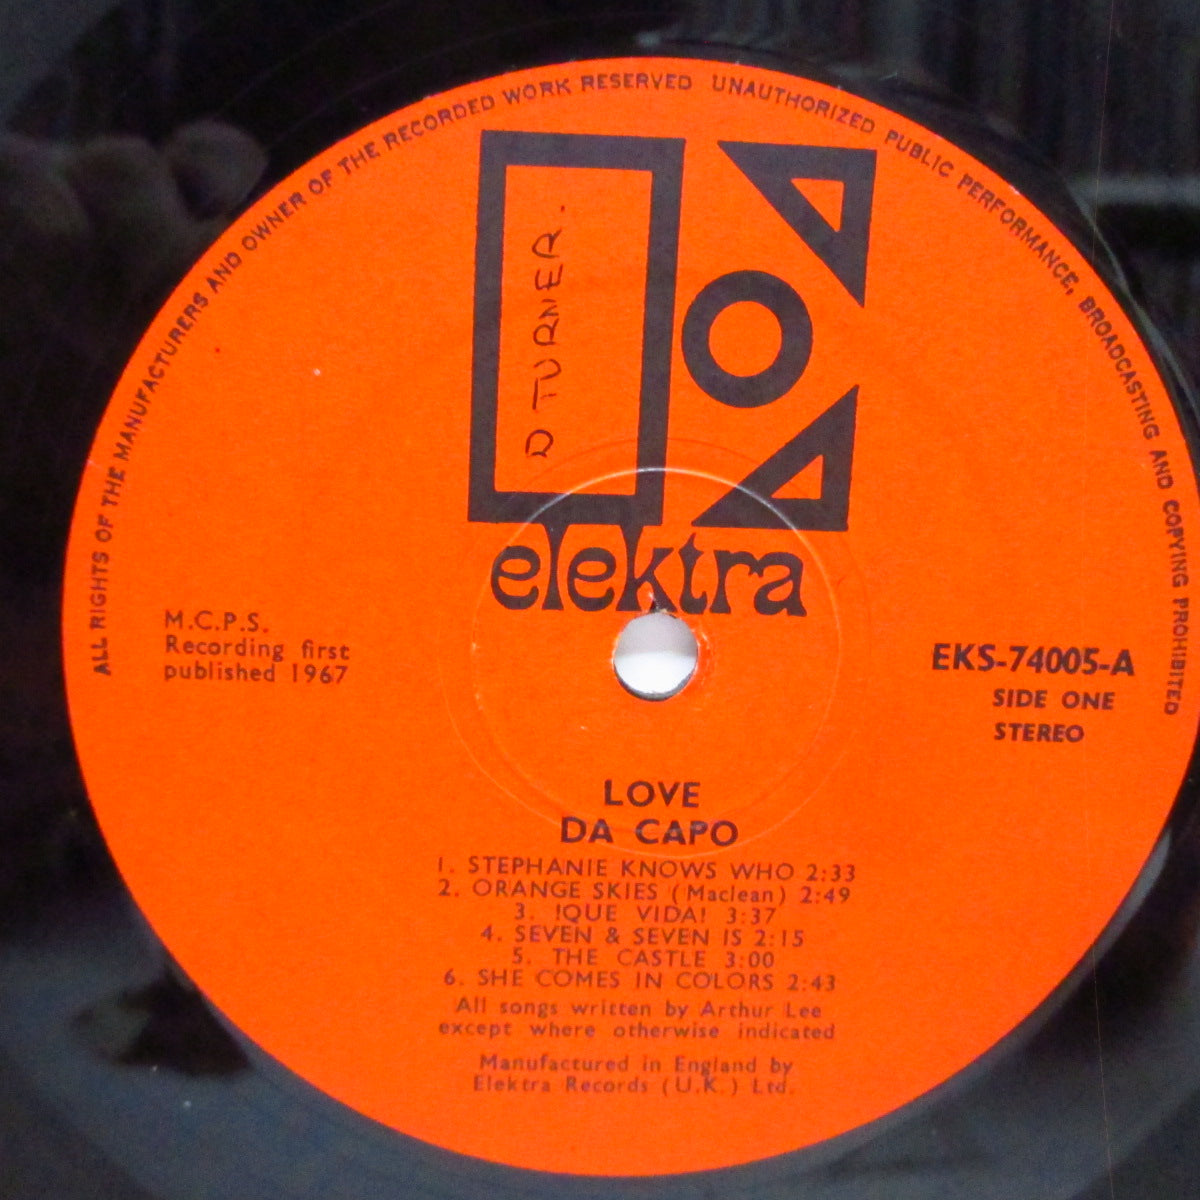 ALL RIGHTS OF THE MANUFACTURERS AND OWNER OF THE RECORDED WORK RESERVED UNAUTHORIZED PUBLIC PERFORMANCE, BROADCASTING AND COPYING PROHIBITED
D TURNER.
elektra
M.C.P.S.
Recording first
published 1967
EKS-74005-A
SIDE ONE
STEREO
LOVE
DA CAPO
1. STEPHANIE KNOWS WHO 2:33
2. ORANGE SKIES (Maclean) 2:49
3. !QUE VIDA! 3:37
4. SEVEN & SEVEN IS 2:15
5. THE CASTLE 3:00
6. SHE COMES IN COLORS 2:43
All songs written by Arthur Lee
except where otherwise indicated
Manufactured in England by
Elektra Records (U.K.) Ltd.